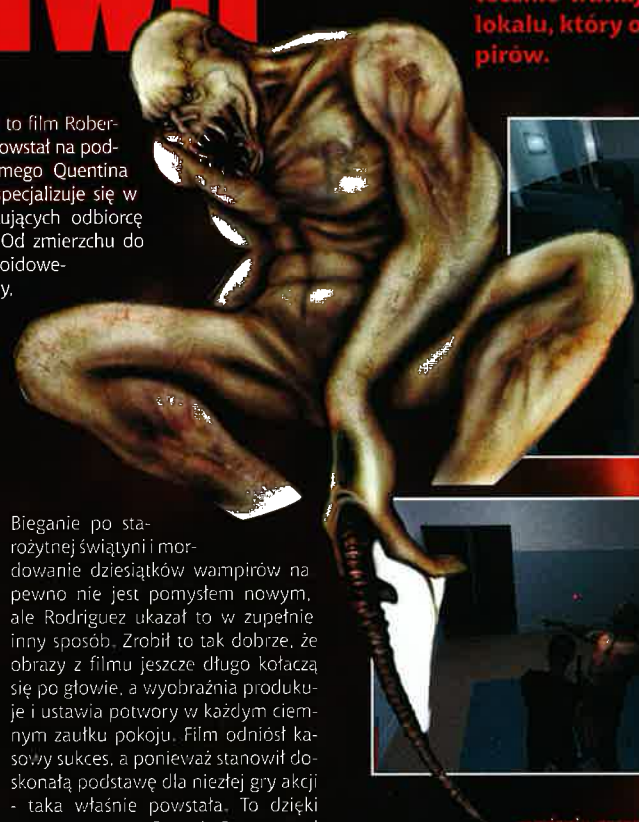 lokalu, który
pirów.
to film Rober-
owstał na pod-
mego Quentina
specjalizuje się w
ujących odbiorcę
Od zmierzchu do
oidowe-
y,
Bieganie po sta-
rożytnej świątyni i mor-
dowanie dziesiątków wampirów na
pewno nie jest pomysłem nowym,
ale Rodriguez ukazał to w zupełnie
inny sposób. Zrobił to tak dobrze, że
obrazy z filmu jeszcze długo kołaczą
się po głowie, a wyobraźnia produku-
je i ustawia potwory w każdym ciem-
nym zaułku pokoju. Film odniósł ka-
sowy sukces, a ponieważ stanowił do-
skonałą podstawę dla niezłej gry akcji
- taka właśnie powstała. To dzięki